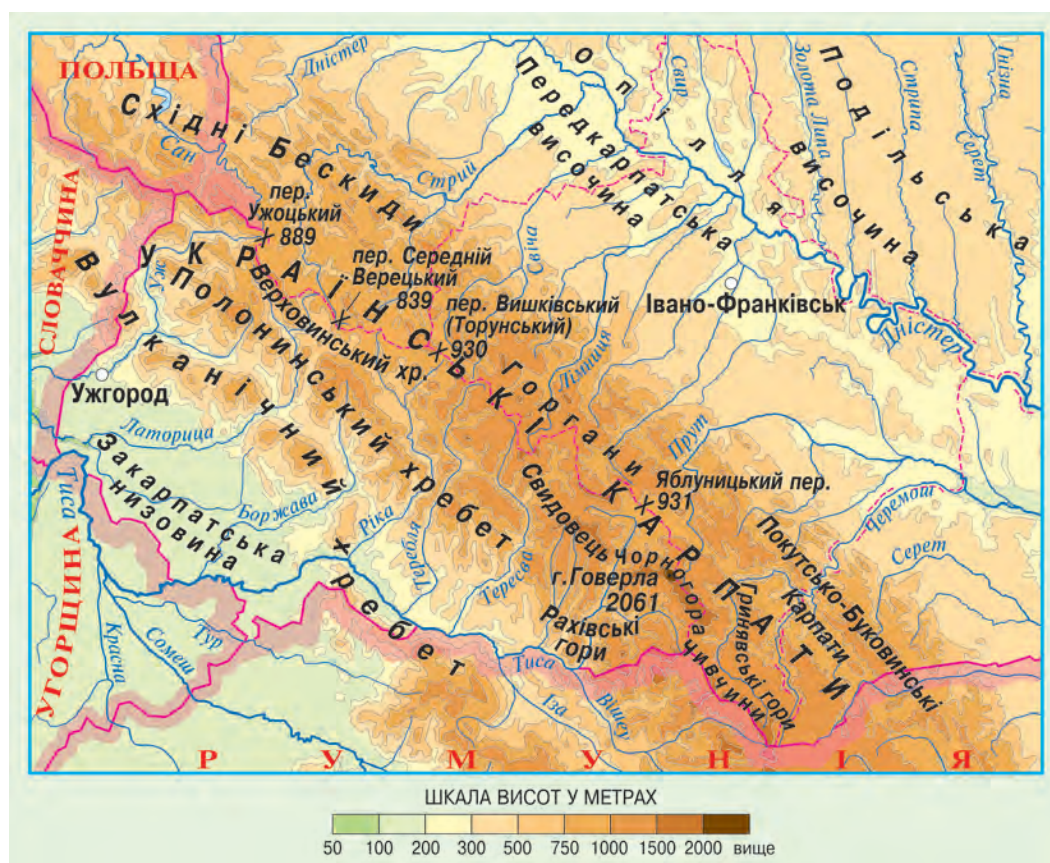 ПОЛЬЩА
Дністер
Опілля
Свир
Золота Липа
Стрипа
Гнізна
Серет
Подільська
височина
Передкарпатська
височина
Східні Бескиди
Сан
Стрий
СЛОВАЧЧИНА
пер.
Ужоцький
889
УКРАЇНСЬКІ КАРПАТИ
пер. Середній
Верецький
839
Свіча
пер. Вишківський
(Торунський)
930
Івано-Франківськ
Дністер
Уж
Верховинський хр.
Полонинський хребет
Вулканічний хребет
Ужгород
Горгани
Лімниця
Прут
Латориця
Закарпатська
низовина
Боржава
Тиса
УГОРЩИНА
Ріка
Теребля
Тересва
Свидовець
Яблуницький пер.
931
Черемош
Серет
Чорногора
г.Говерла
2061
Рахівські
гори
Гринявські гори
Чивчини
Покутсько-Буковинські
Карпати
Красна
Сомеш
Тур
Тиса
Іза
Вішеу
РУМУНІЯ
ШКАЛА ВИСОТ У МЕТРАХ
50 100 200 300 500 750 1000 1500 2000 вище